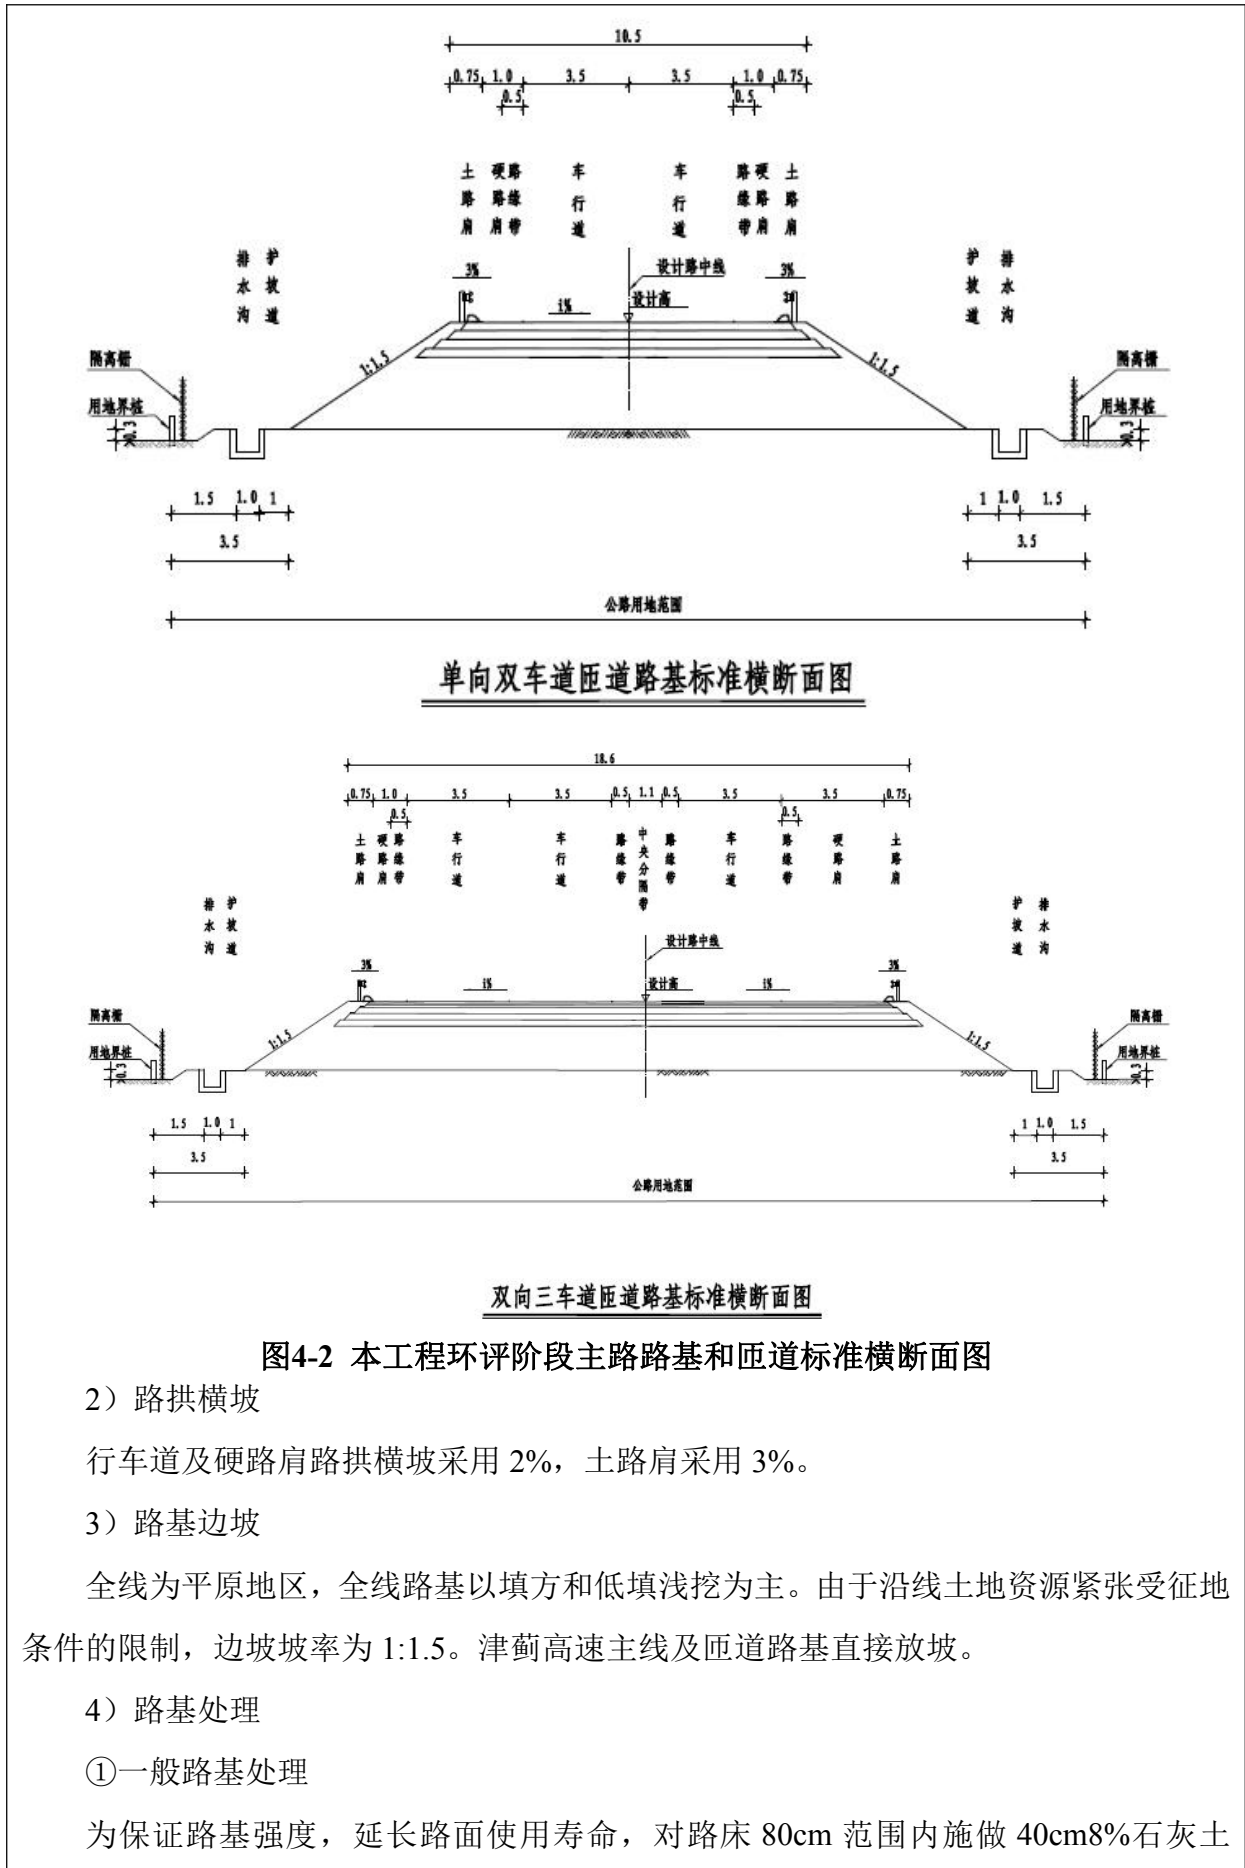 10.5
0.75 1.0 3.5 3.5 1.0 0.75
0.5 0.5
土路肩 硬路肩 路缘带 车行道 车行道 路缘带 硬路肩 土路肩
排水沟 护坡道 护坡道 排水沟
3% 设计路中线 3%
i% 设计高
1:1.5 1:1.5
隔离栅 隔离栅
用地界桩 用地界桩
0.3 0.3
1.5 1.0 1 1 1.0 1.5
3.5 3.5
公路用地范围
单向双车道匝道路基标准横断面图
18.6
0.75 1.0 3.5 3.5 0.5 1.1 0.5 3.5 3.5 0.75
0.5 0.5
土路肩 硬路肩 路缘带 车行道 车行道 路缘带 中央分隔带 路缘带 车行道 路缘带 硬路肩 土路肩
排水沟 护坡道 护坡道 排水沟
设计路中线
3% i% 设计高 i% 3%
1:1.5 1:1.5
隔离栅 隔离栅
用地界桩 用地界桩
0.3 0.3
1.5 1.0 1 1 1.0 1.5
3.5 3.5
公路用地范围
双向三车道匝道路基标准横断面图
图4-2 本工程环评阶段主路路基和匝道标准横断面图
2）路拱横坡
行车道及硬路肩路拱横坡采用 2%，土路肩采用 3%。
3）路基边坡
全线为平原地区，全线路基以填方和低填浅挖为主。由于沿线土地资源紧张受征地
条件的限制，边坡坡率为 1:1.5。津蓟高速主线及匝道路基直接放坡。
4）路基处理
①一般路基处理
为保证路基强度，延长路面使用寿命，对路床 80cm 范围内施做 40cm8%石灰土